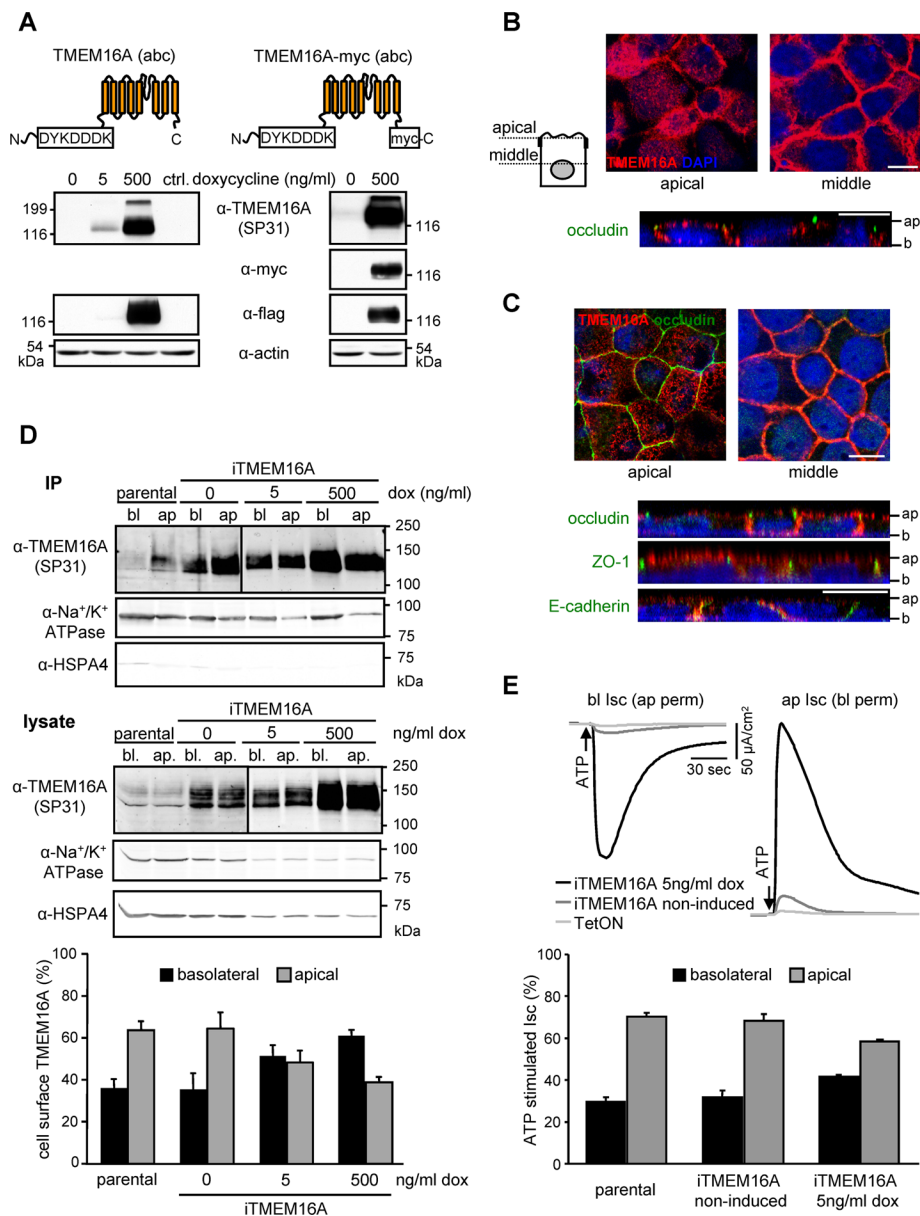 A
TMEM16A (abc)
TMEM16A-myc (abc)
N
DYKDDDK
C
N
DYKDDDK
myc
-C
0 5 500 ctrl. doxycycline (ng/ml) 0 500
199
116
α-TMEM16A
(SP31)
116
α-myc
116
116
α-flag
116
54
kDa
α-actin
54
kDa
B
apical
middle
TMEM16A DAPI
apical
middle
occludin
ap
b
C
TMEM16A occludin
apical
middle
occludin
ap
b
ZO-1
ap
b
E-cadherin
ap
b
D
IP
iTMEM16A
parental 0 5 500 dox (ng/ml)
bl ap bl ap bl ap bl ap
α-TMEM16A
(SP31)
250
150
100
α-Na+/K+
ATPase
100
75
α-HSPA4
75
kDa
lysate
iTMEM16A
parental 0 5 500 ng/ml dox
bl. ap. bl. ap. bl. ap. bl. ap.
α-TMEM16A
(SP31)
250
150
100
α-Na+/K+
ATPase
100
75
α-HSPA4
75
kDa
cell surface TMEM16A (%)
100
80
60
40
20
0
basolateral
apical
parental 0 5 500 ng/ml dox
iTMEM16A
E
bl Isc (ap perm)
ap Isc (bl perm)
ATP
30 sec
50 µA/cm²
ATP
iTMEM16A 5ng/ml dox
iTMEM16A non-induced
TetON
ATP stimulated Isc (%)
100
80
60
40
20
0
basolateral
apical
parental
iTMEM16A
non-induced
iTMEM16A
5ng/ml dox